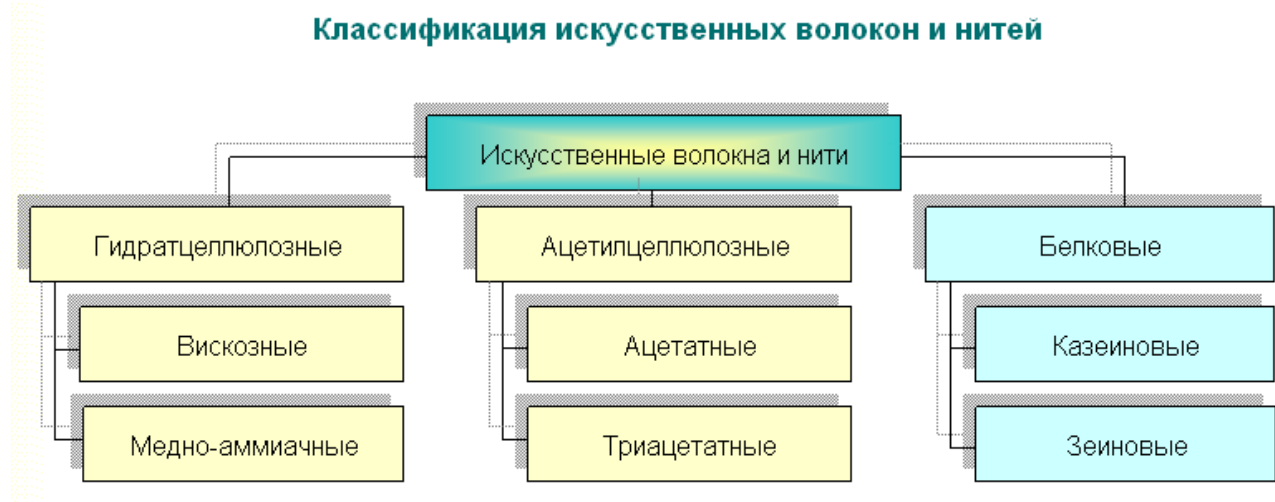 Классификация искусственных волокон и нитей
Искусственные волокна и нити
Гидратцеллюлозные
Ацетилцеллюлозные
Белковые
Вискозные
Ацетатные
Казеиновые
Медно-аммиачные
Триацетатные
Зеиновые